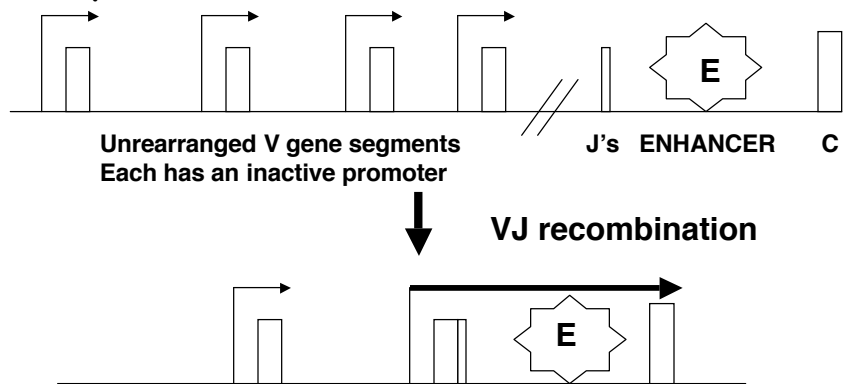 E
Unrearranged V gene segments J's ENHANCER C
Each has an inactive promoter
VJ recombination
E